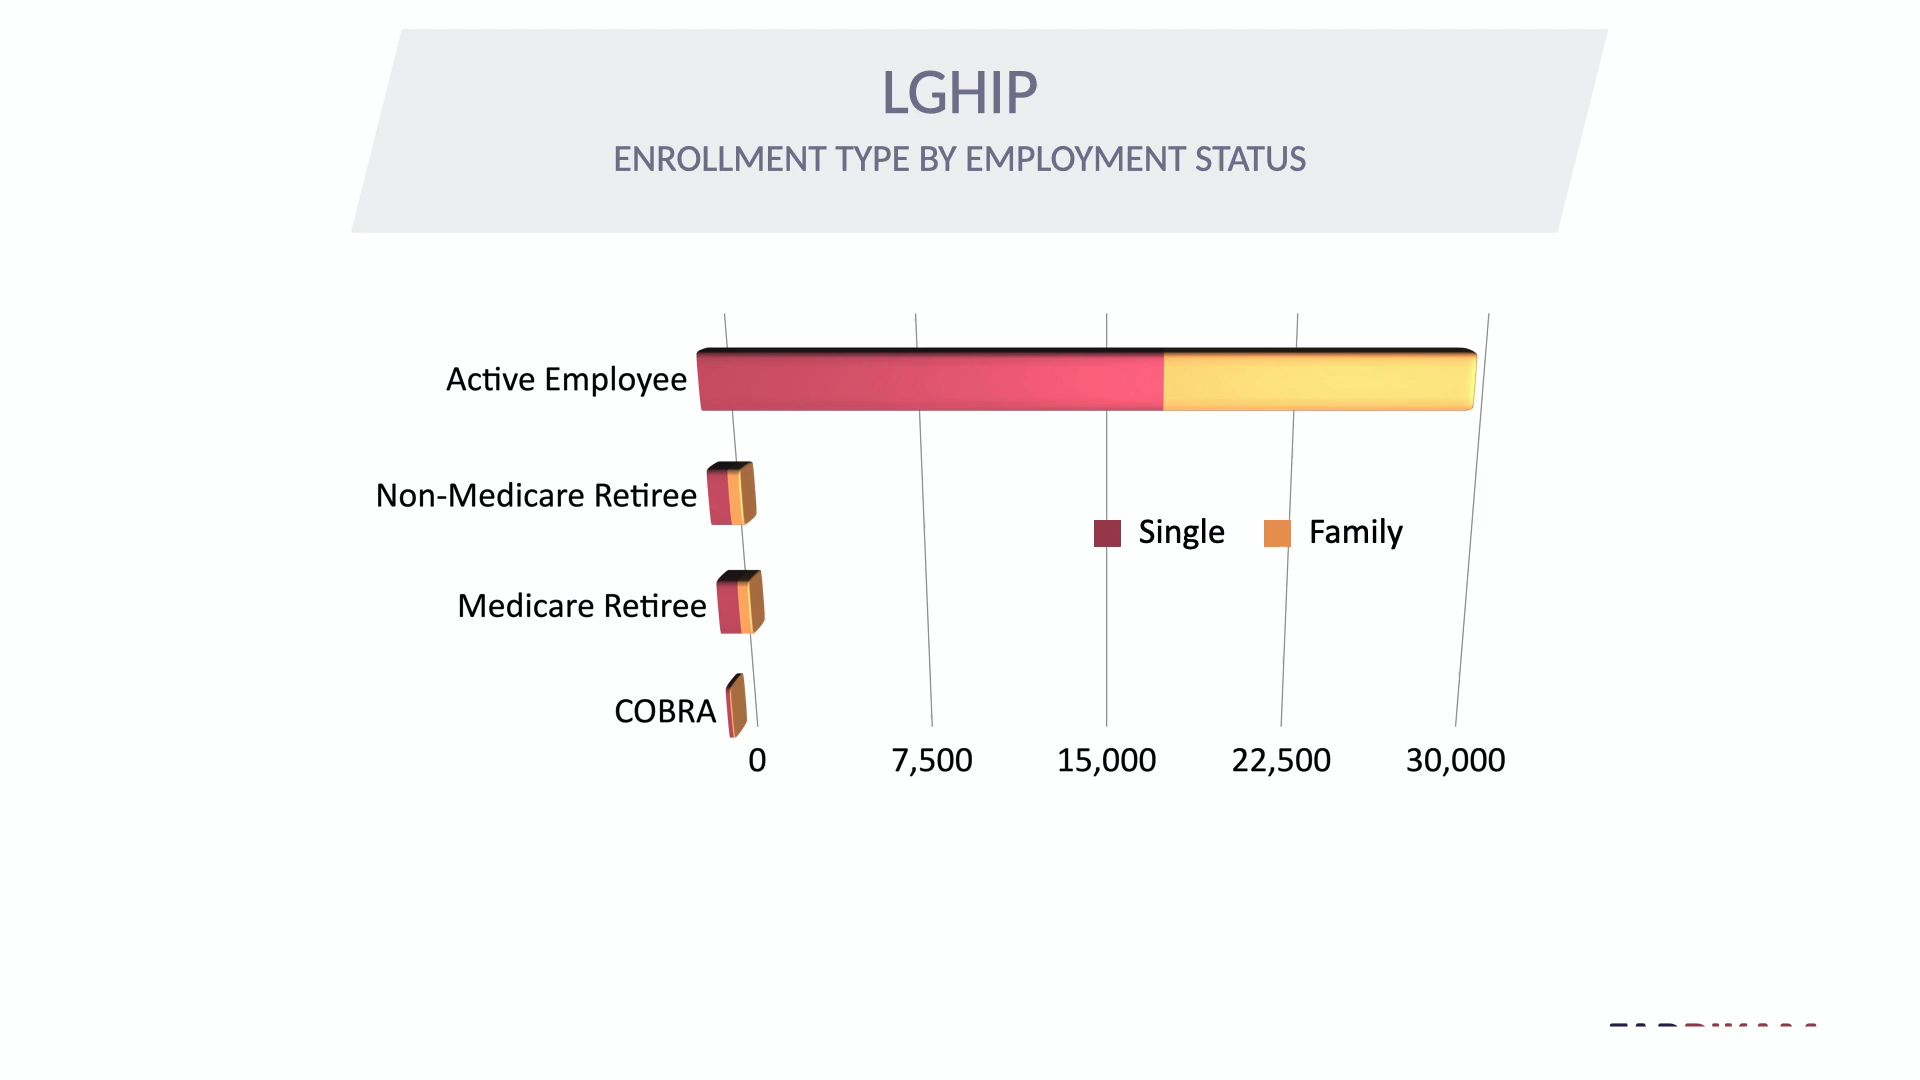 LGHIP
ENROLLMENT TYPE BY EMPLOYMENT STATUS
Active Employee
Non-Medicare Retiree
Single Family
Medicare Retiree
COBRA
0 7,500 15,000 22,500 30,000